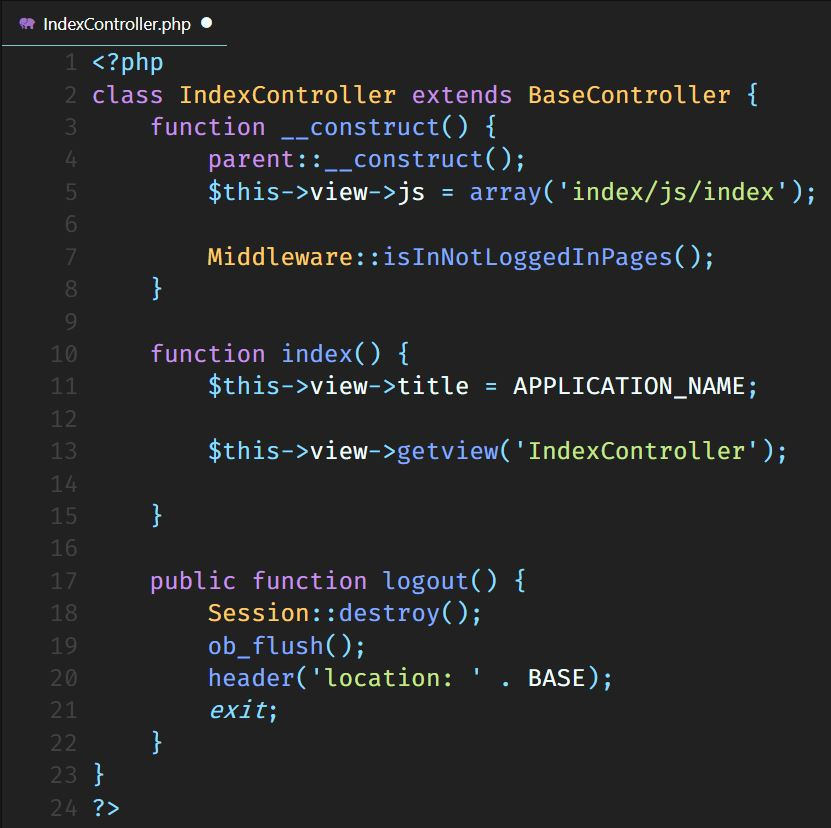 IndexController.php
1 <?php
2 class IndexController extends BaseController {
3     function __construct() {
4         parent::__construct();
5         $this->view->js = array('index/js/index');
6
7         Middleware::isInNotLoggedInPages();
8     }
9
10     function index() {
11         $this->view->title = APPLICATION_NAME;
12
13         $this->view->getview('IndexController');
14
15     }
16
17     public function logout() {
18         Session::destroy();
19         ob_flush();
20         header('location: ' . BASE);
21         exit;
22     }
23 }
24 ?>